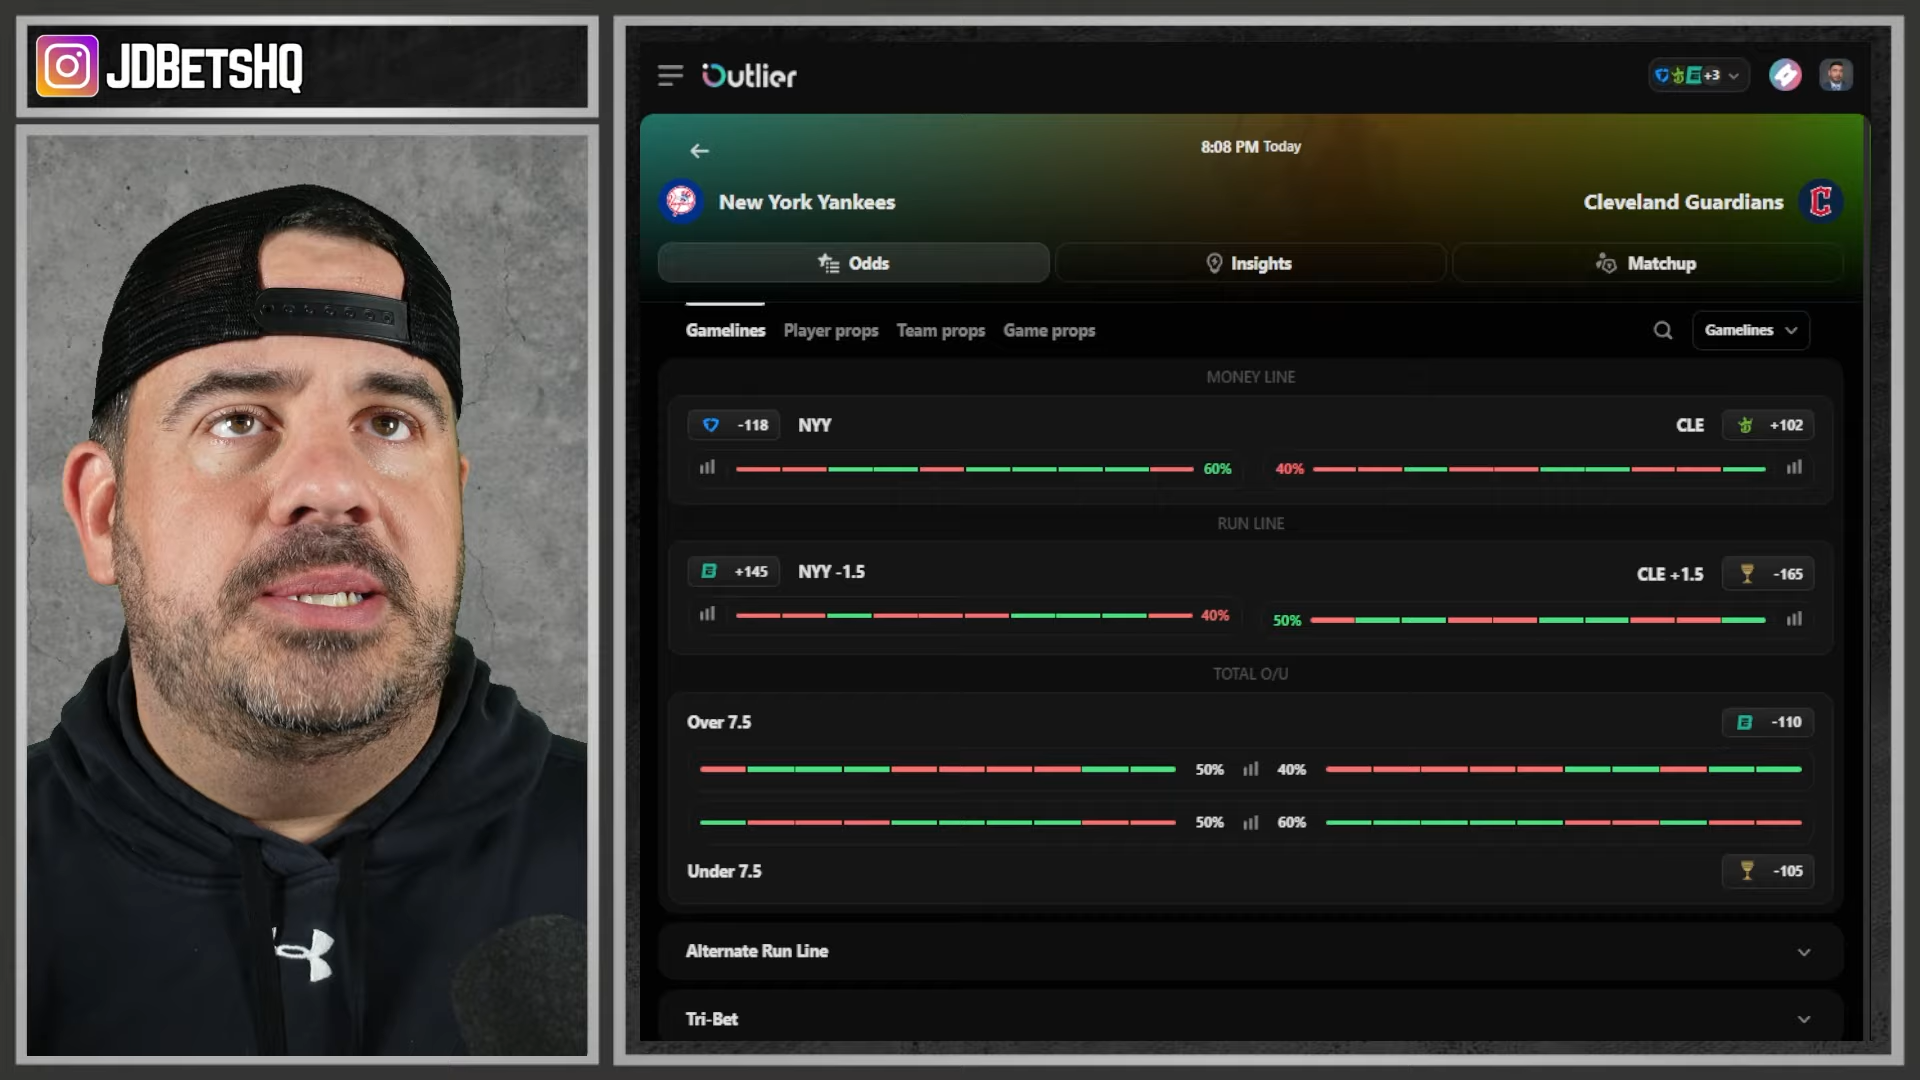 JDBETSHQ
Outlier
+3
8:08 PM Today
New York Yankees
Cleveland Guardians
Odds
Insights
Matchup
Gamelines
Player props
Team props
Game props
Gamelines
MONEY LINE
-118 NYY
CLE +102
60%
40%
RUN LINE
+145 NYY -1.5
CLE +1.5 -165
40%
50%
TOTAL O/U
Over 7.5
-110
50%
40%
50%
60%
Under 7.5
-105
Alternate Run Line
Tri-Bet